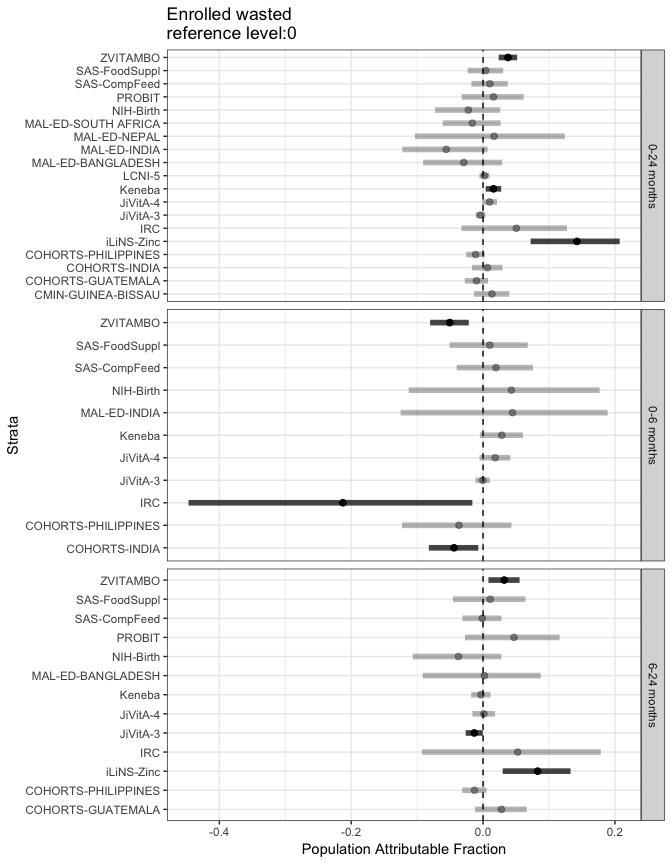 Enrolled wasted
reference level:0
ZVITAMBO
SAS-FoodSuppl
SAS-CompFeed
PROBIT
NIH-Birth
MAL-ED-SOUTH AFRICA
MAL-ED-NEPAL
MAL-ED-INDIA
MAL-ED-BANGLADESH
LCNI-5
Keneba
JiVitA-4
JiVitA-3
IRC
iLiNS-Zinc
COHORTS-PHILIPPINES
COHORTS-INDIA
COHORTS-GUATEMALA
CMIN-GUINEA-BISSAU
0-24 months
ZVITAMBO
SAS-FoodSuppl
SAS-CompFeed
NIH-Birth
MAL-ED-INDIA
Keneba
JiVitA-4
JiVitA-3
IRC
COHORTS-PHILIPPINES
COHORTS-INDIA
0-6 months
ZVITAMBO
SAS-FoodSuppl
SAS-CompFeed
PROBIT
NIH-Birth
MAL-ED-BANGLADESH
Keneba
JiVitA-4
JiVitA-3
IRC
iLiNS-Zinc
COHORTS-PHILIPPINES
COHORTS-GUATEMALA
6-24 months
Strata
-0.4 -0.2 0.0 0.2
Population Attributable Fraction